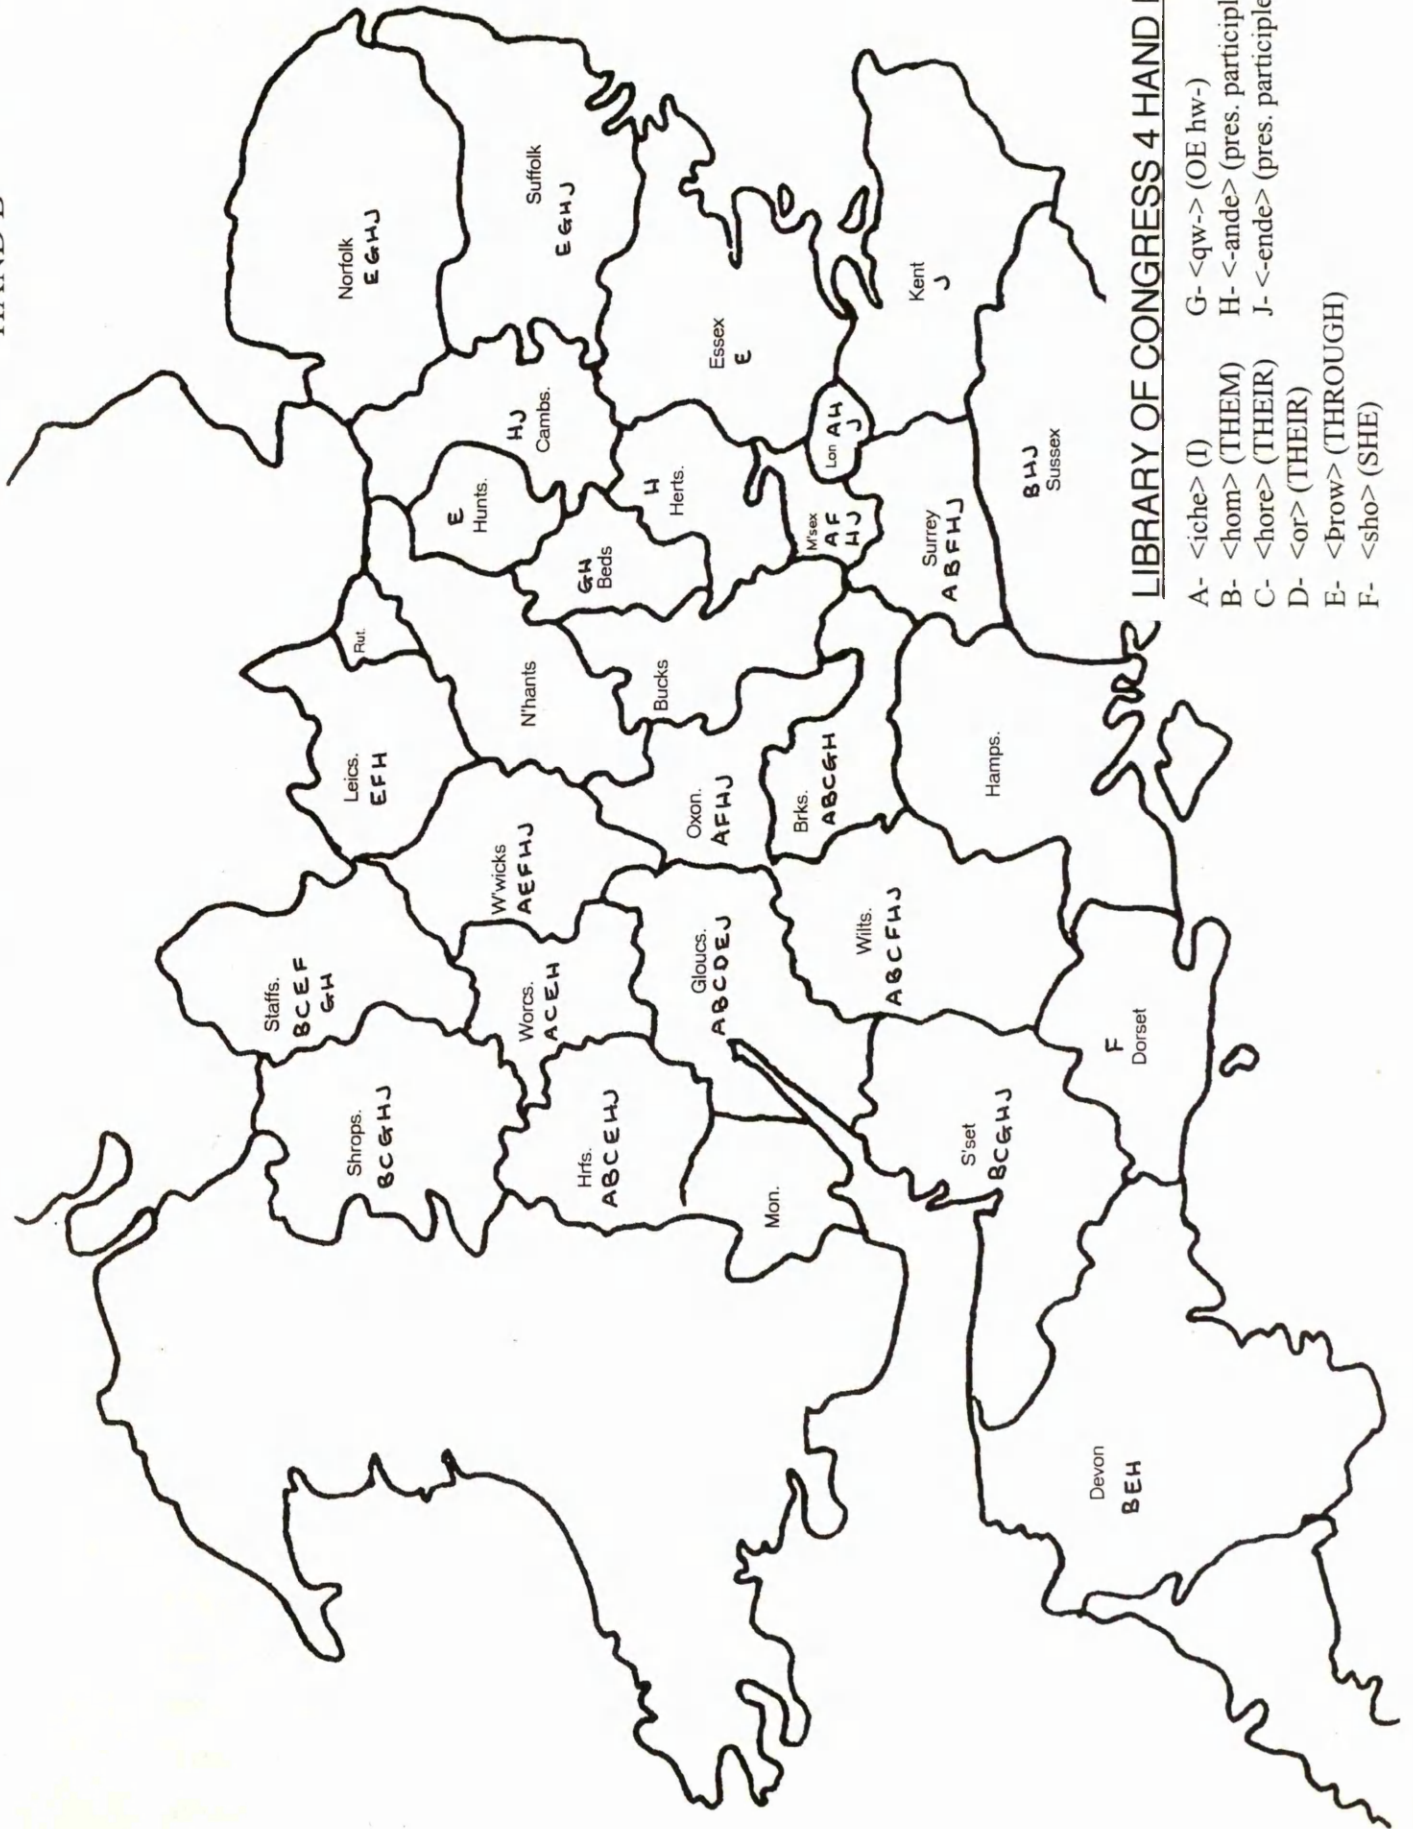 HAND D
Norfolk
EGHJ
Suffolk
EGHJ
HJ
Cambs.
E
Hunts.
Essex
E
H
Herts.
GH
Beds
Rut.
Leics.
EFH
N'hants
Bucks
Lon AH
J
M'sex
AF
HJ
Kent
J
Surrey
ABFHJ
BHJ
Sussex
Staffs.
BCEF
GH
W'wicks
AEFHJ
Worcs.
ACEH
Oxon.
AFHJ
Brks.
ABCGH
Hamps.
Shrops.
BCGHJ
Hrfs.
ABCEHJ
Gloucs.
ABCDEJ
Wilts.
ABCFHJ
Mon.
S'set
BCGHJ
F
Dorset
Devon
BEH
LIBRARY OF CONGRESS 4 HAND
A- <iche> (I)
B- <hom> (THEM)
C- <hore> (THEIR)
D- <or> (THEIR)
E- <þrow> (THROUGH)
F- <sho> (SHE)
G- <qw-> (OE hw-)
H- <-ande> (pres. participl
J- <-ende> (pres. participle